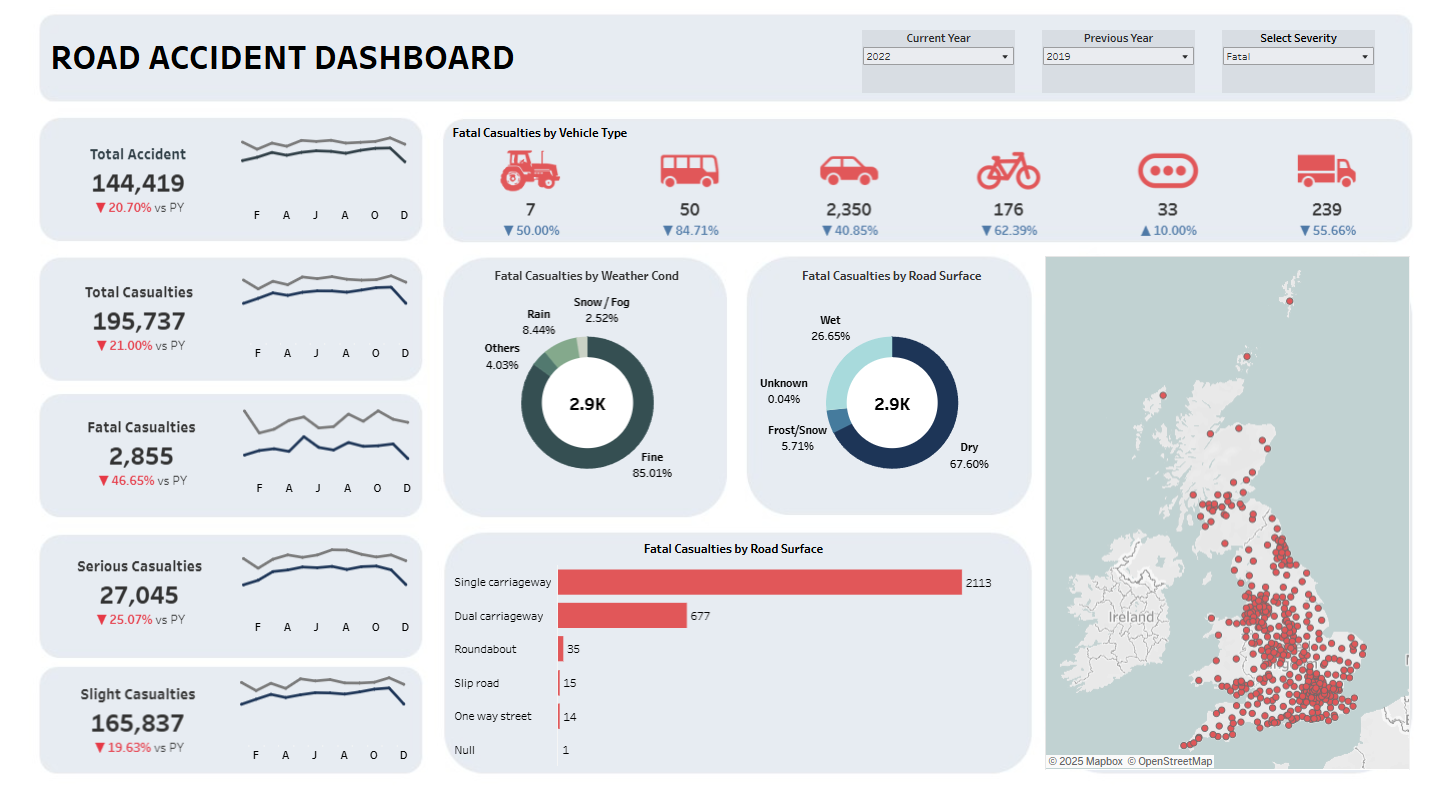 ROAD ACCIDENT DASHBOARD
Current Year
2022
Previous Year
2019
Select Severity
Fatal
Total Accident
144,419
▼ 20.70% vs PY
F A J A O D
Total Casualties
195,737
▼ 21.00% vs PY
F A J A O D
Fatal Casualties
2,855
▼ 46.65% vs PY
F A J A O D
Serious Casualties
27,045
▼ 25.07% vs PY
F A J A O D
Slight Casualties
165,837
▼ 19.63% vs PY
F A J A O D
Fatal Casualties by Vehicle Type
7 50 2,350 176 33 239
▼ 50.00% ▼ 84.71% ▼ 40.85% ▼ 62.39% ▲ 10.00% ▼ 55.66%
Fatal Casualties by Weather Cond
Snow / Fog
2.52%
Rain
8.44%
Others
4.03%
2.9K
Fine
85.01%
Fatal Casualties by Road Surface
Wet
26.65%
Unknown
0.04%
Frost/Snow
5.71%
2.9K
Dry
67.60%
Fatal Casualties by Road Surface
Single carriageway 2113
Dual carriageway 677
Roundabout 35
Slip road 15
One way street 14
Null 1
Ireland
© 2025 Mapbox © OpenStreetMap